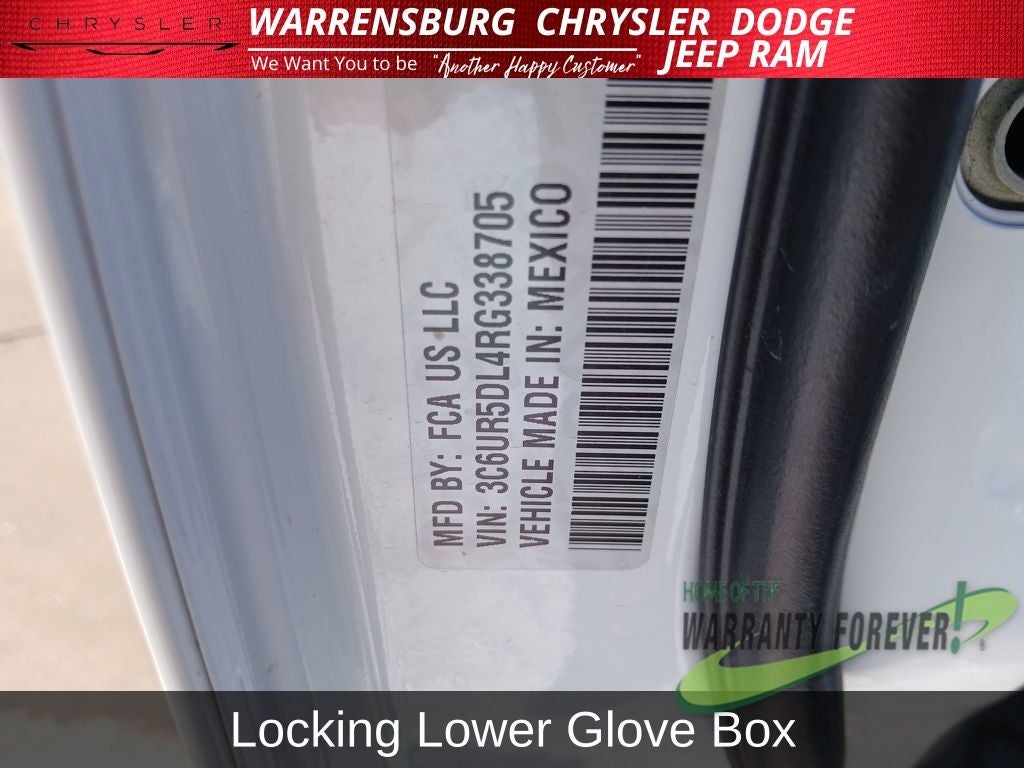 CHRYSLER
WARRENSBURG CHRYSLER DODGE
JEEP RAM
We Want You to be "Another Happy Customer"
MFD BY: FCA US LLC
VIN: 3C6UR5DL4RG338705
VEHICLE MADE IN: MEXICO
HOME OF THE
WARRANTY FOREVER!
®
Locking Lower Glove Box